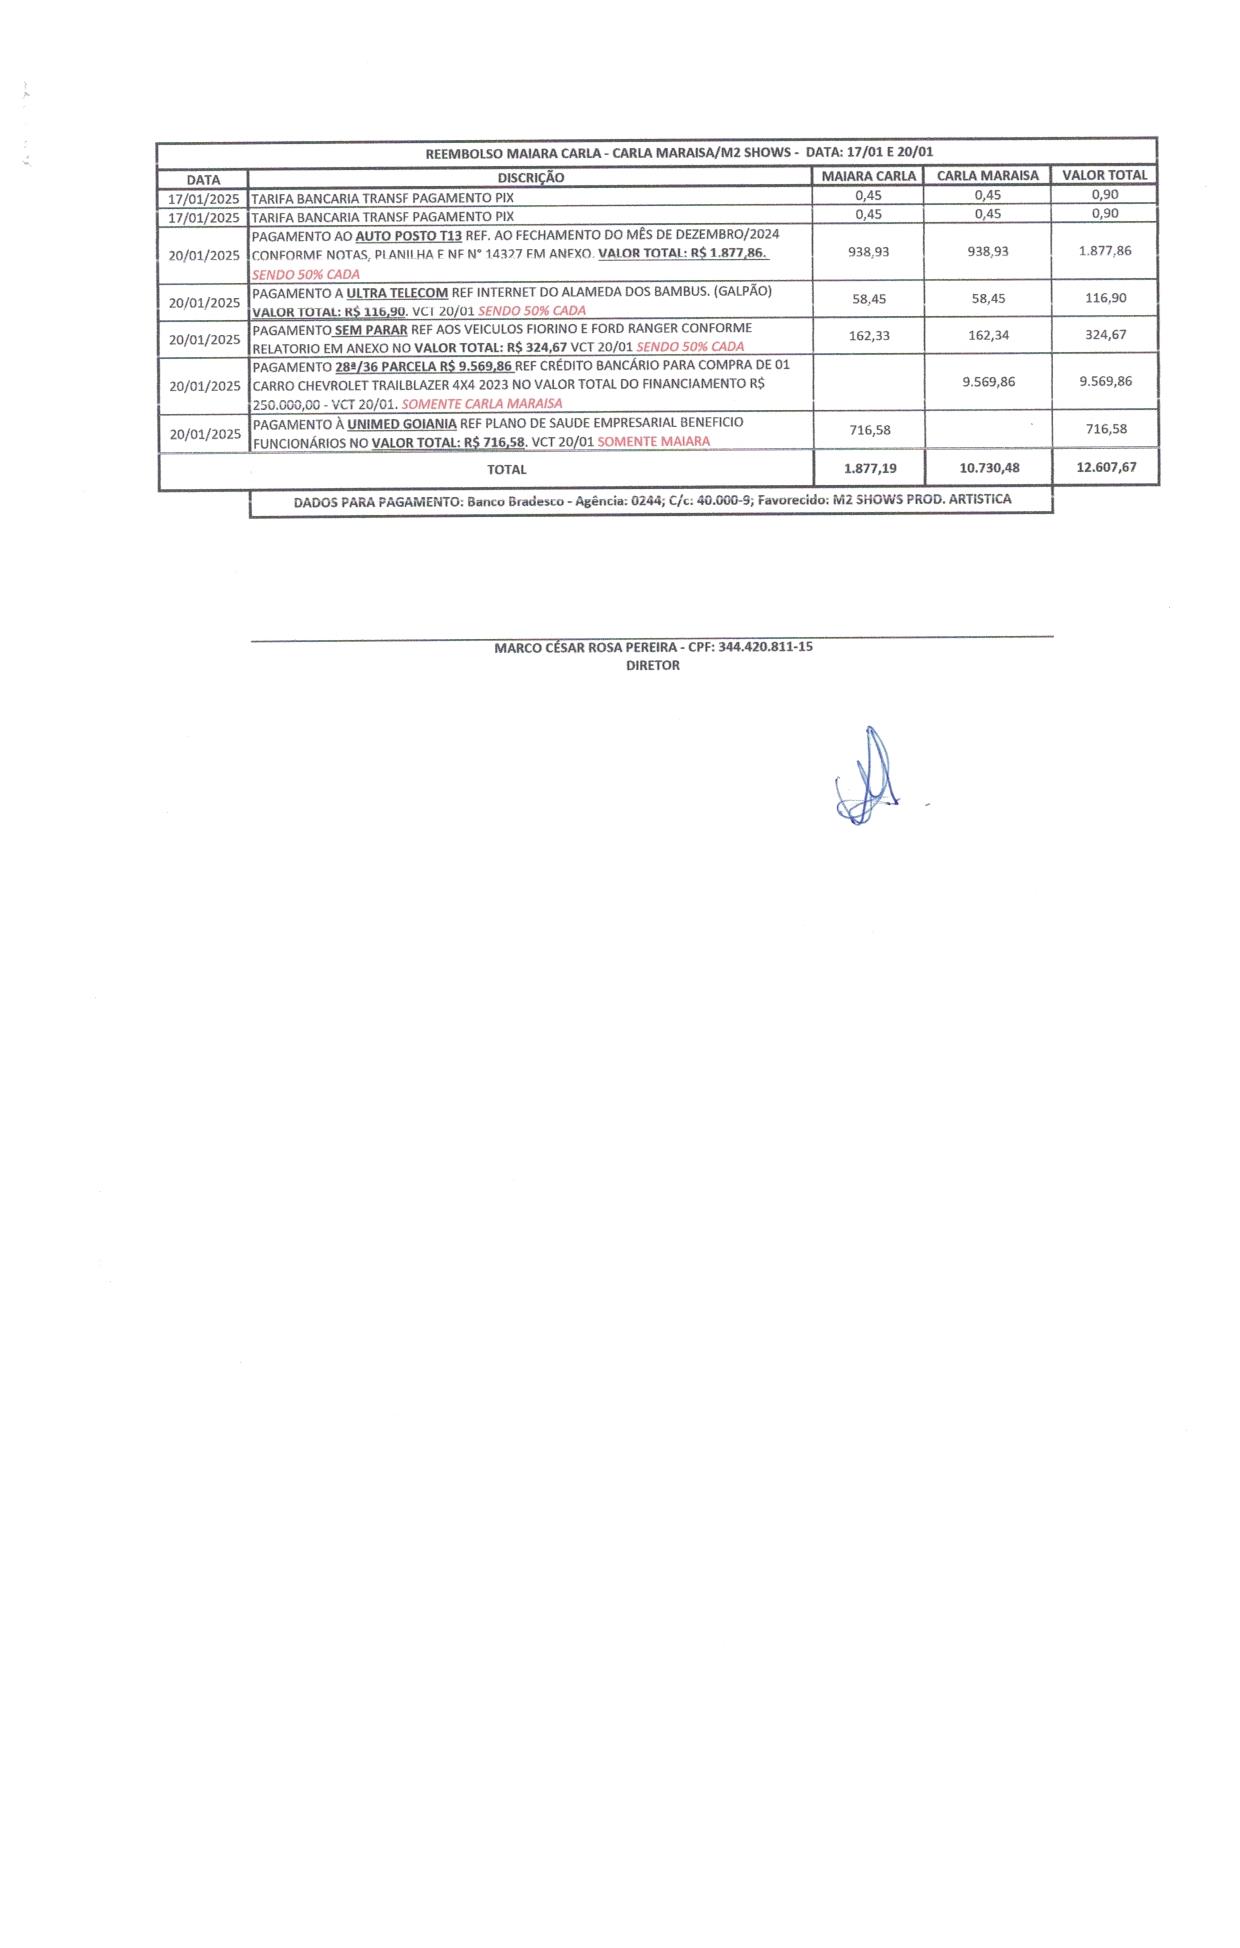 REEMBOLSO MAIARA CARLA - CARLA MARAISA/M2 SHOWS - DATA: 17/01 E 20/01
DATA DISCRIÇÃO MAIARA CARLA CARLA MARAISA VALOR TOTAL
17/01/2025 TARIFA BANCARIA TRANSF PAGAMENTO PIX 0,45 0,45 0,90
17/01/2025 TARIFA BANCARIA TRANSF PAGAMENTO PIX 0,45 0,45 0,90
PAGAMENTO AO AUTO POSTO T13 REF. AO FECHAMENTO DO MÊS DE DEZEMBRO/2024
20/01/2025 CONFORME NOTAS, PLANILHA E NF N° 14327 EM ANEXO. VALOR TOTAL: R$ 1.877,86. 938,93 938,93 1.877,86
SENDO 50% CADA
PAGAMENTO A ULTRA TELECOM REF INTERNET DO ALAMEDA DOS BAMBUS. (GALPÃO)
20/01/2025 VALOR TOTAL: R$ 116,90. VCT 20/01 SENDO 50% CADA 58,45 58,45 116,90
PAGAMENTO SEM PARAR REF AOS VEICULOS FIORINO E FORD RANGER CONFORME
20/01/2025 RELATORIO EM ANEXO NO VALOR TOTAL: R$ 324,67 VCT 20/01 SENDO 50% CADA 162,33 162,34 324,67
PAGAMENTO 28ª/36 PARCELA R$ 9.569,86 REF CRÉDITO BANCÁRIO PARA COMPRA DE 01
20/01/2025 CARRO CHEVROLET TRAILBLAZER 4X4 2023 NO VALOR TOTAL DO FINANCIAMENTO R$ 9.569,86 9.569,86
250.000,00 - VCT 20/01. SOMENTE CARLA MARAISA
PAGAMENTO À UNIMED GOIANIA REF PLANO DE SAUDE EMPRESARIAL BENEFICIO
20/01/2025 FUNCIONÁRIOS NO VALOR TOTAL: R$ 716,58. VCT 20/01 SOMENTE MAIARA 716,58 716,58
TOTAL 1.877,19 10.730,48 12.607,67
DADOS PARA PAGAMENTO: Banco Bradesco - Agência: 0244; C/c: 40.000-9; Favorecido: M2 SHOWS PROD. ARTISTICA
MARCO CÉSAR ROSA PEREIRA - CPF: 344.420.811-15
DIRETOR